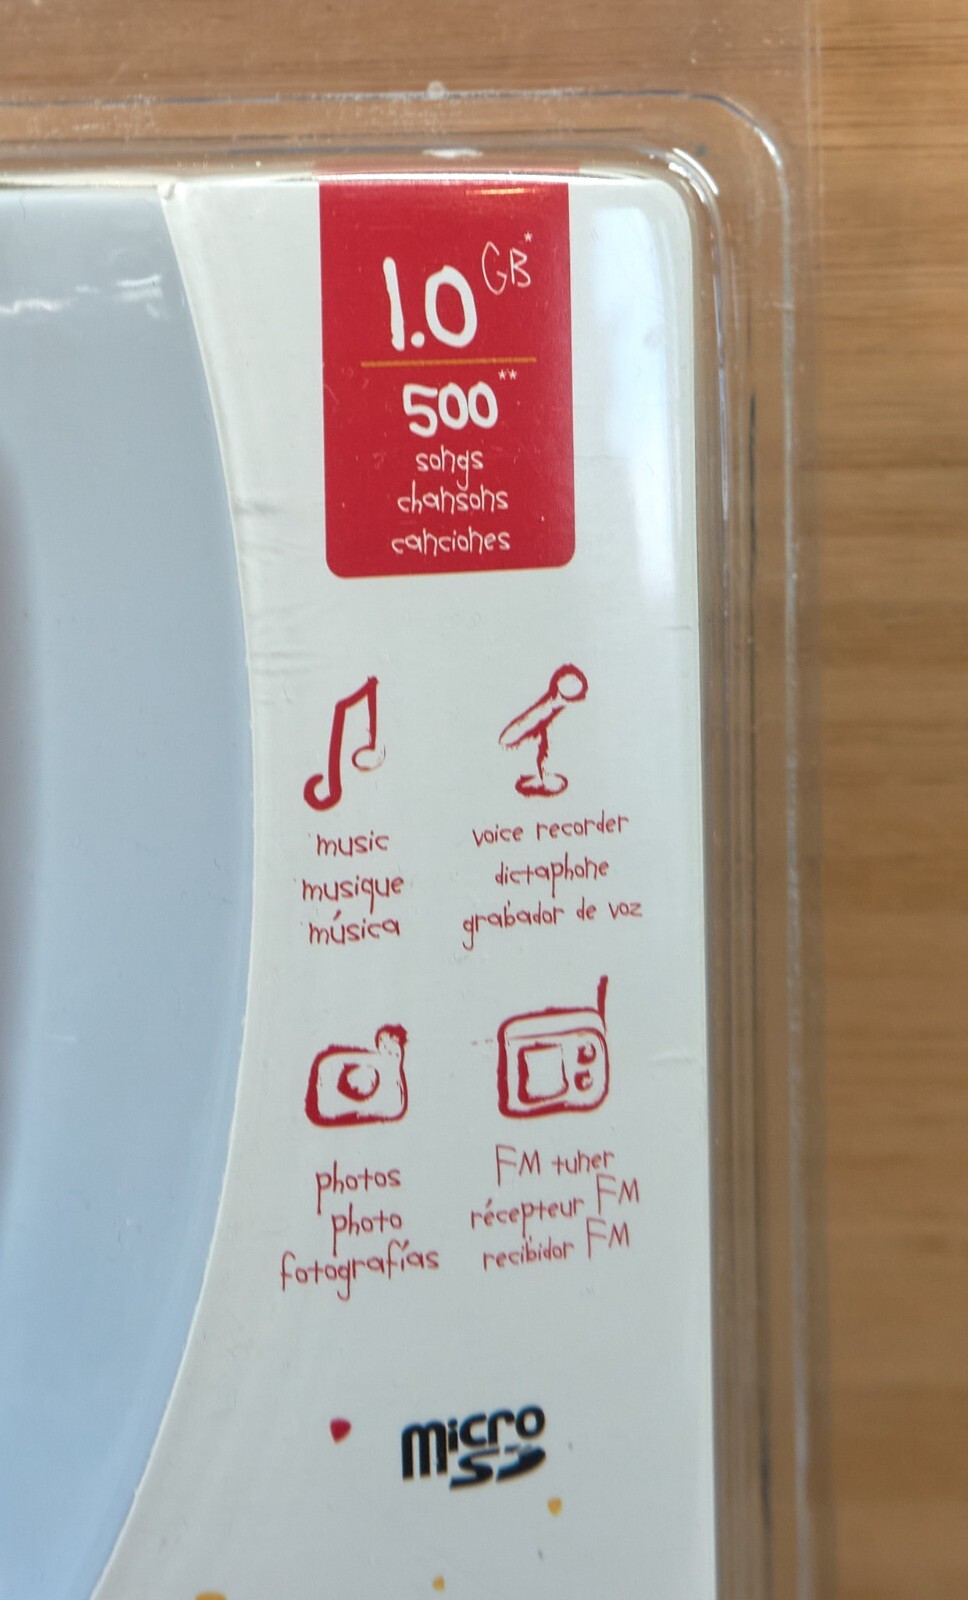 1.0 GB*
500**
songs
chansons
canciones
music
musique
música
voice recorder
dictaphone
grabador de voz
photos
photo
fotografías
FM tuner
récepteur FM
recibidor FM
micro
SD